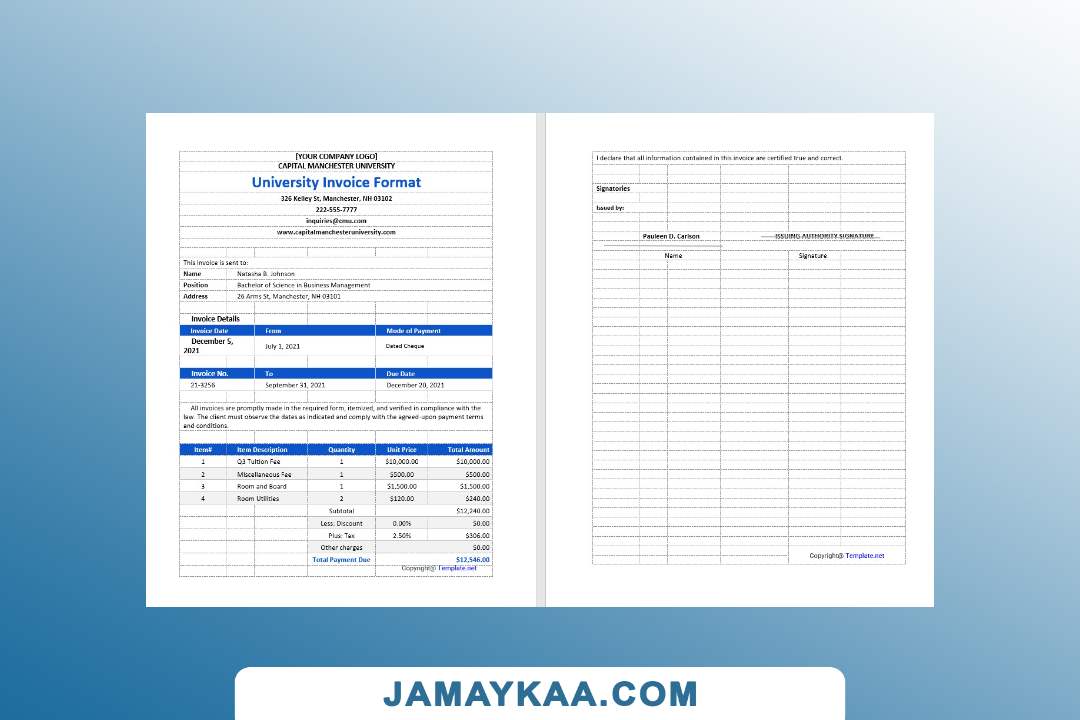 [YOUR COMPANY LOGO]
CAPITAL MANCHESTER UNIVERSITY
University Invoice Format
326 Kelley St, Manchester, NH 03102
222-555-7777
inquiries@cmu.com
www.capitalmanchesteruniversity.com
This invoice is sent to:
Name Natasha B. Johnson
Position Bachelor of Science in Business Management
Address 26 Arms St, Manchester, NH 03101
Invoice Details
Invoice Date From Mode of Payment
December 5,
2021
July 1, 2021 Dated Cheque
Invoice No. To Due Date
21-3256 September 31, 2021 December 20, 2021
All invoices are promptly made in the required form, itemized, and verified in compliance with the
law. The client must observe the dates as indicated and comply with the agreed-upon payment terms
and conditions.
Item# Item Description Quantity Unit Price Total Amount
1 Q3 Tuition Fee 1 $10,000.00 $10,000.00
2 Miscellaneous Fee 1 $500.00 $500.00
3 Room and Board 1 $1,500.00 $1,500.00
4 Room Utilities 2 $120.00 $240.00
Subtotal $12,240.00
Less: Discount 0.00% $0.00
Plus: Tax 2.50% $306.00
Other charges $0.00
Total Payment Due $12,546.00
Copyright@ Template.net
I declare that all information contained in this invoice are certified true and correct.
Signatories
Issued by:
Pauleen D. Carlson ISSUING AUTHORITY SIGNATURE
Name Signature
Copyright@ Template.net
JAMAYKAA.COM